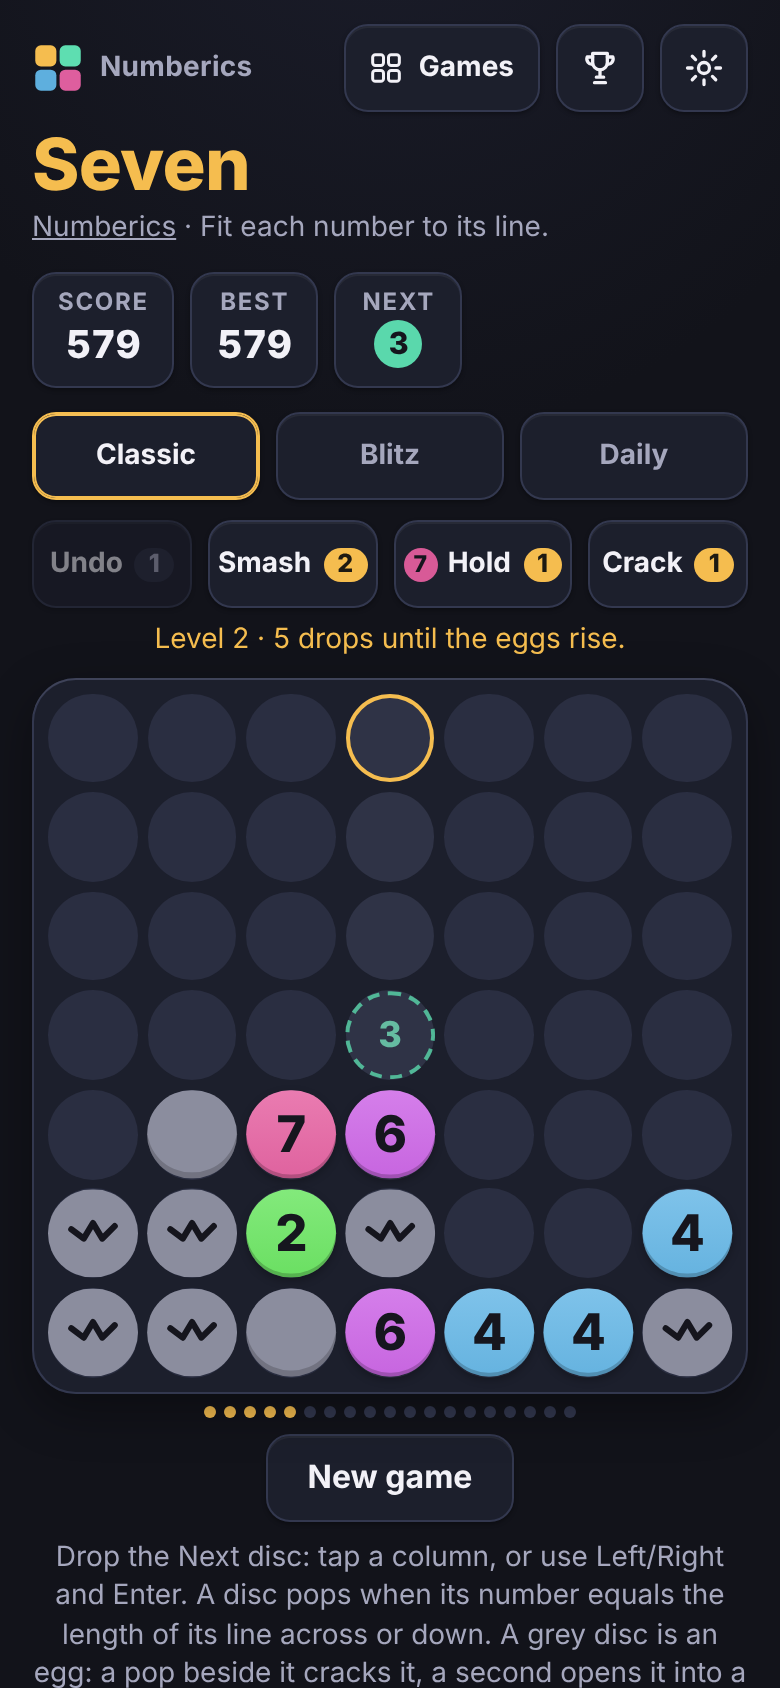 Numberics
Games
Seven
Numberics · Fit each number to its line.
SCORE BEST NEXT
579 579 3
Classic Blitz Daily
Undo 1 Smash 2 7 Hold 1 Crack 1
Level 2 · 5 drops until the eggs rise.
3
7 6
2 4
6 4 4
New game
Drop the Next disc: tap a column, or use Left/Right
and Enter. A disc pops when its number equals the
length of its line across or down. A grey disc is an
egg: a pop beside it cracks it, a second opens it into a